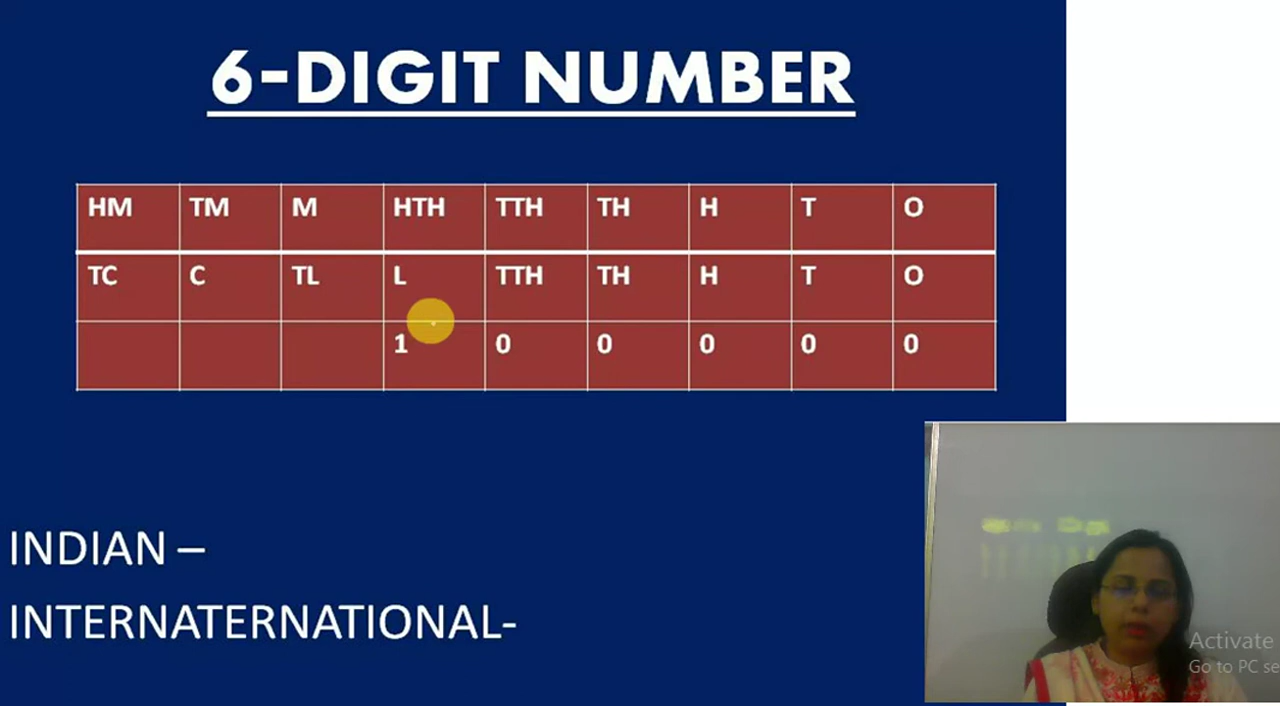 6-DIGIT NUMBER
HM TM M HTH TTH TH H T O
TC C TL L TTH TH H T O
1 0 0 0 0 0
INDIAN –
INTERNATERNATIONAL-
Activate
Go to PC se